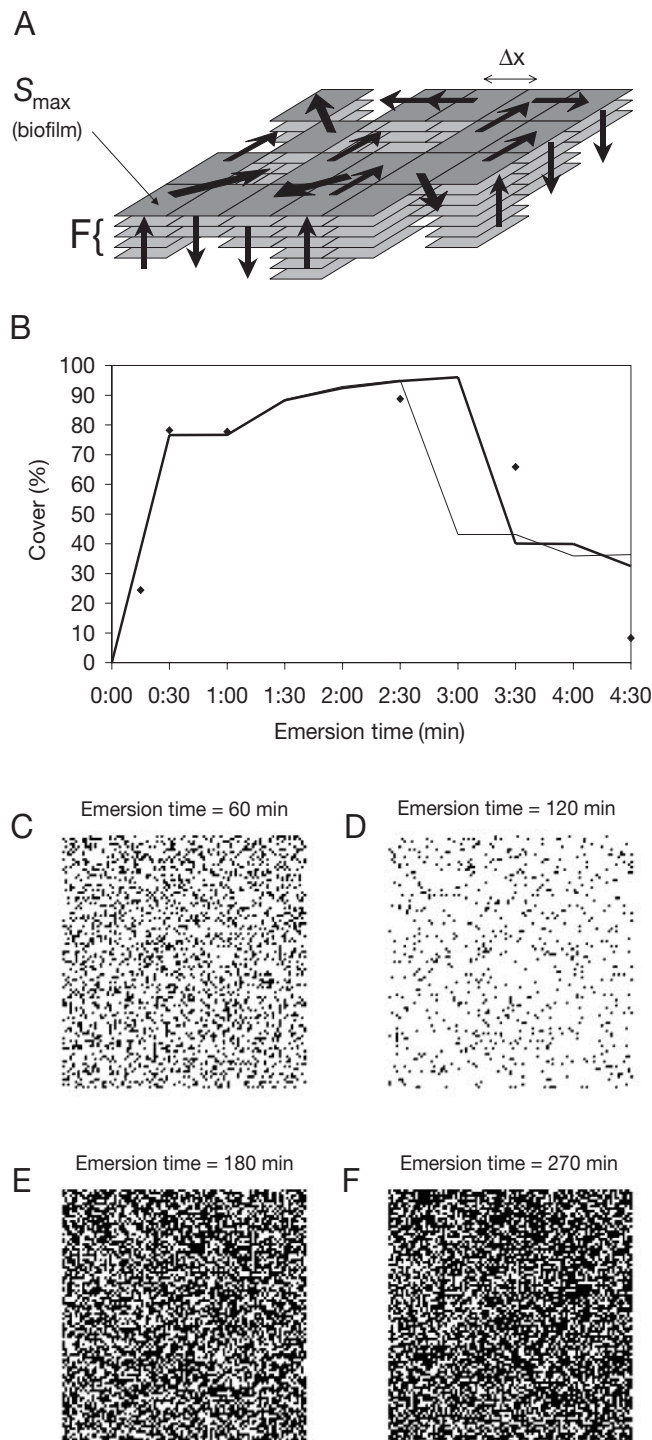 A
Δx
Smax
(biofilm)
F{
B
100
90
80
70
60
50
40
30
20
10
0
Cover (%)
0:00 0:30 1:00 1:30 2:00 2:30 3:00 3:30 4:00 4:30
Emersion time (min)
C
Emersion time = 60 min
D
Emersion time = 120 min
E
Emersion time = 180 min
F
Emersion time = 270 min